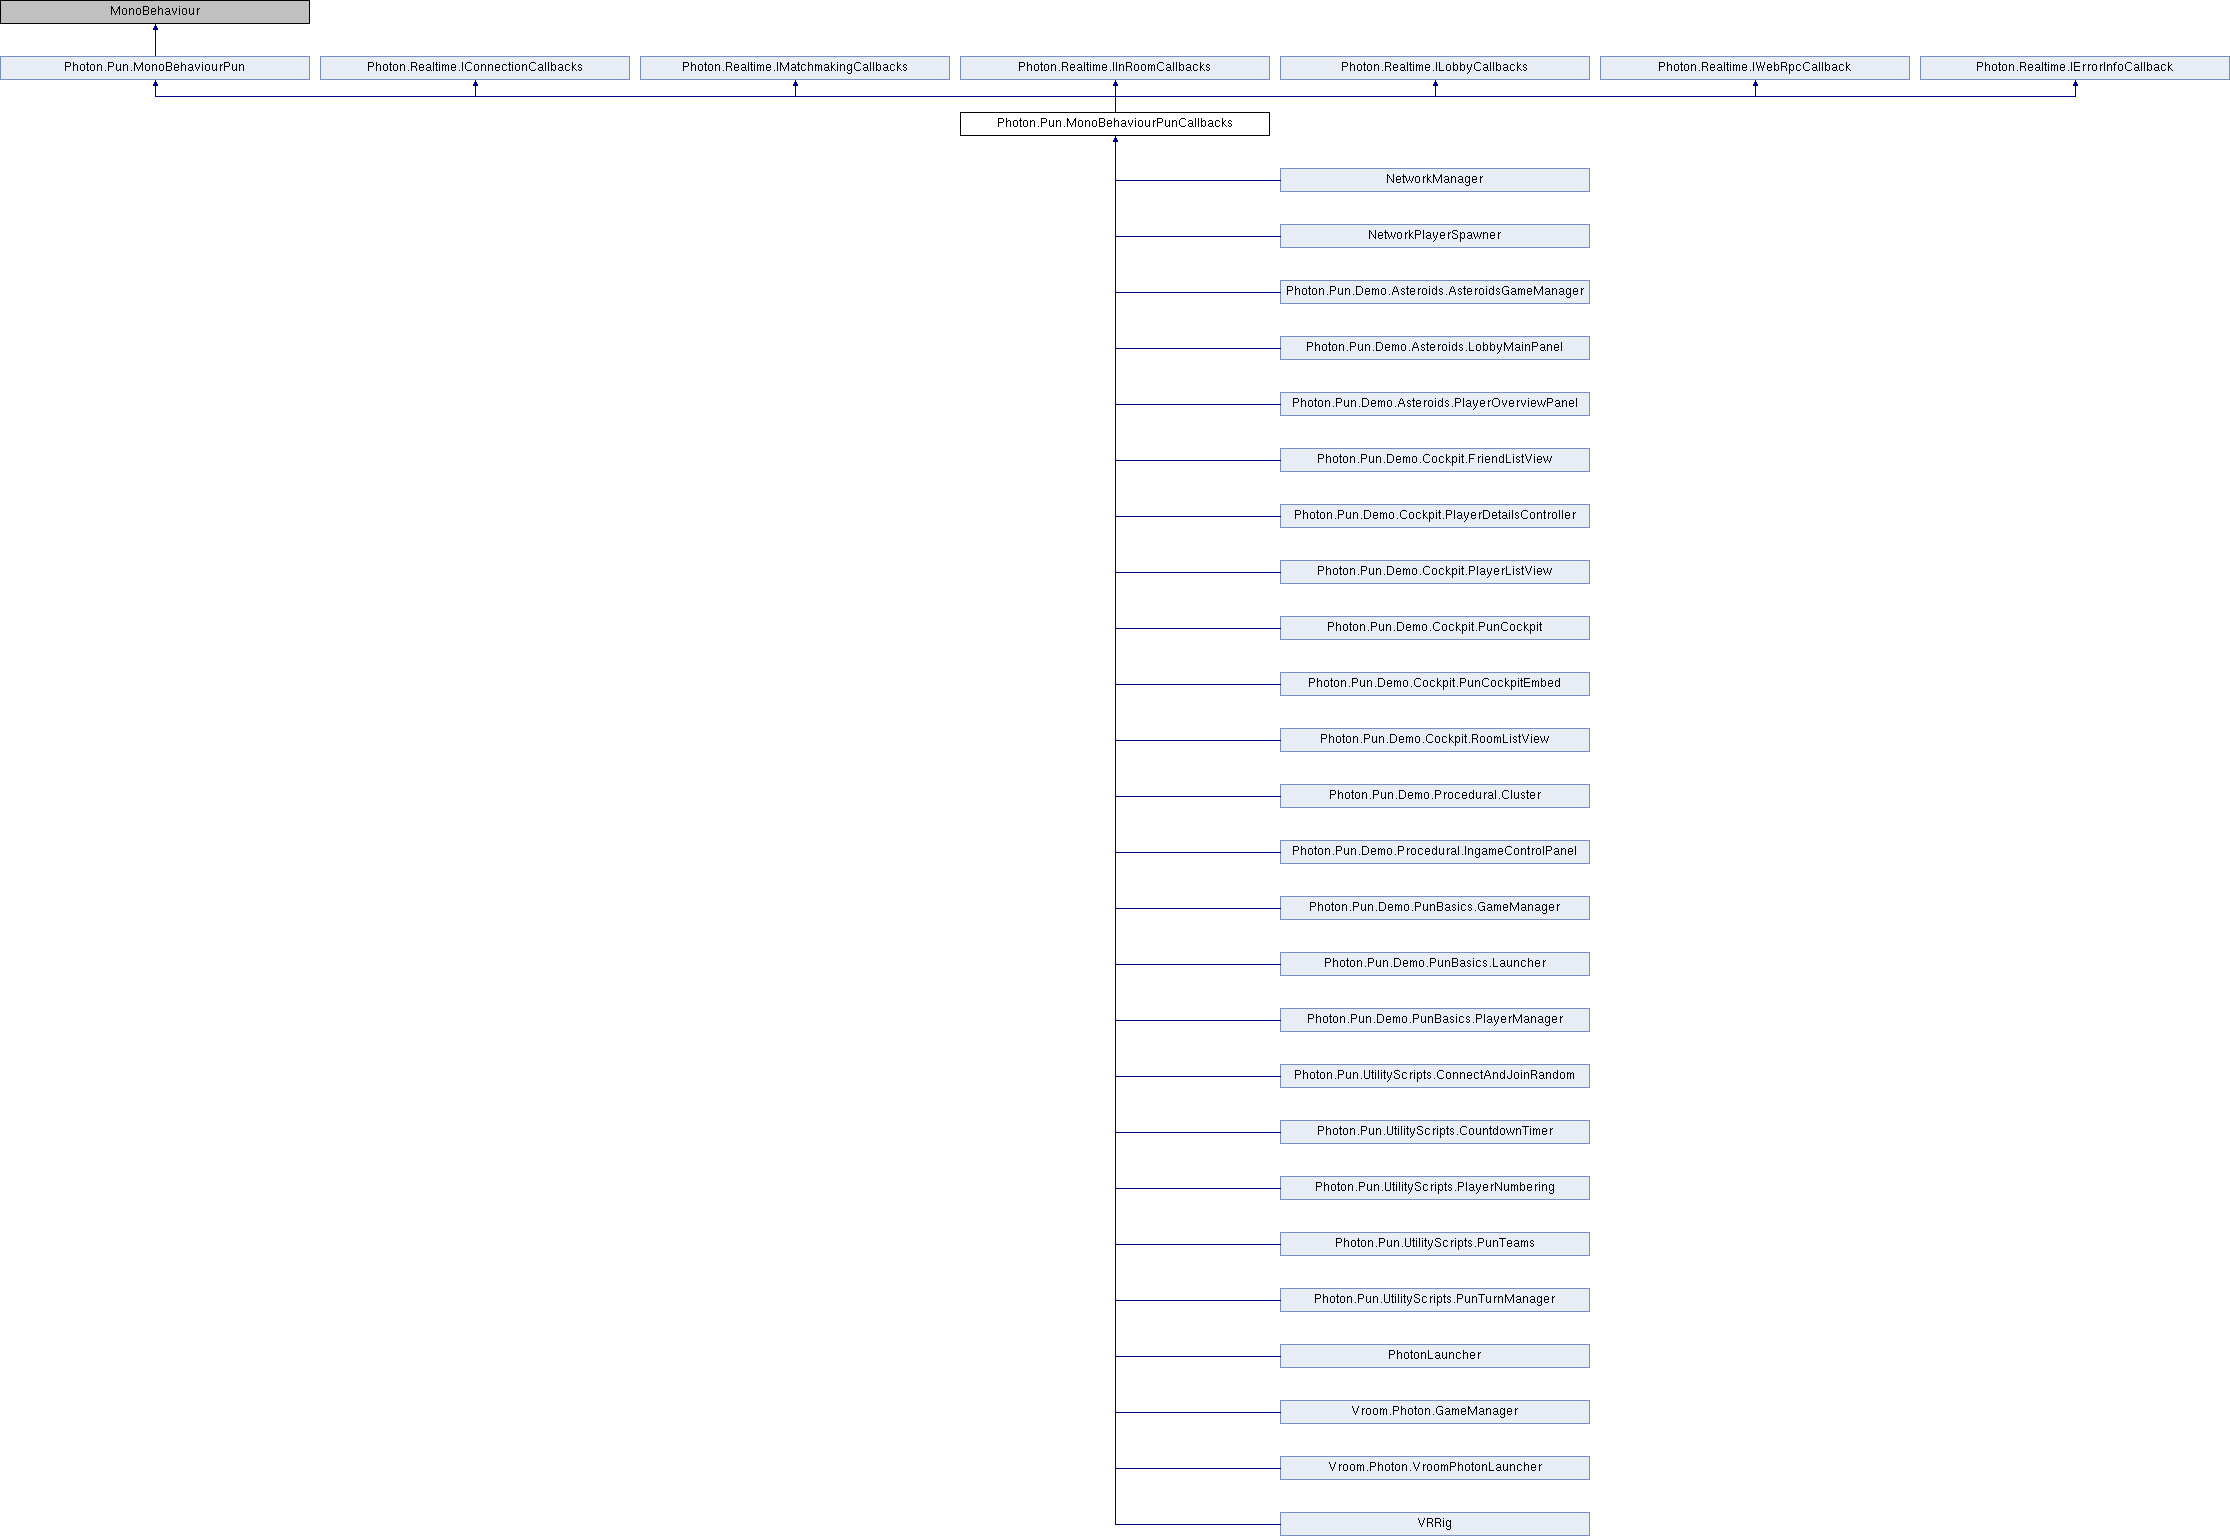 MonoBehaviour
Photon.Pun.MonoBehaviourPun
Photon.Realtime.IConnectionCallbacks
Photon.Realtime.IMatchmakingCallbacks
Photon.Realtime.IInRoomCallbacks
Photon.Realtime.ILobbyCallbacks
Photon.Realtime.IWebRpcCallback
Photon.Realtime.IErrorInfoCallback
Photon.Pun.MonoBehaviourPunCallbacks
NetworkManager
NetworkPlayerSpawner
Photon.Pun.Demo.Asteroids.AsteroidsGameManager
Photon.Pun.Demo.Asteroids.LobbyMainPanel
Photon.Pun.Demo.Asteroids.PlayerOverviewPanel
Photon.Pun.Demo.Cockpit.FriendListView
Photon.Pun.Demo.Cockpit.PlayerDetailsController
Photon.Pun.Demo.Cockpit.PlayerListView
Photon.Pun.Demo.Cockpit.PunCockpit
Photon.Pun.Demo.Cockpit.PunCockpitEmbed
Photon.Pun.Demo.Cockpit.RoomListView
Photon.Pun.Demo.Procedural.Cluster
Photon.Pun.Demo.Procedural.IngameControlPanel
Photon.Pun.Demo.PunBasics.GameManager
Photon.Pun.Demo.PunBasics.Launcher
Photon.Pun.Demo.PunBasics.PlayerManager
Photon.Pun.UtilityScripts.ConnectAndJoinRandom
Photon.Pun.UtilityScripts.CountdownTimer
Photon.Pun.UtilityScripts.PlayerNumbering
Photon.Pun.UtilityScripts.PunTeams
Photon.Pun.UtilityScripts.PunTurnManager
PhotonLauncher
Vroom.Photon.GameManager
Vroom.Photon.VroomPhotonLauncher
VRRig